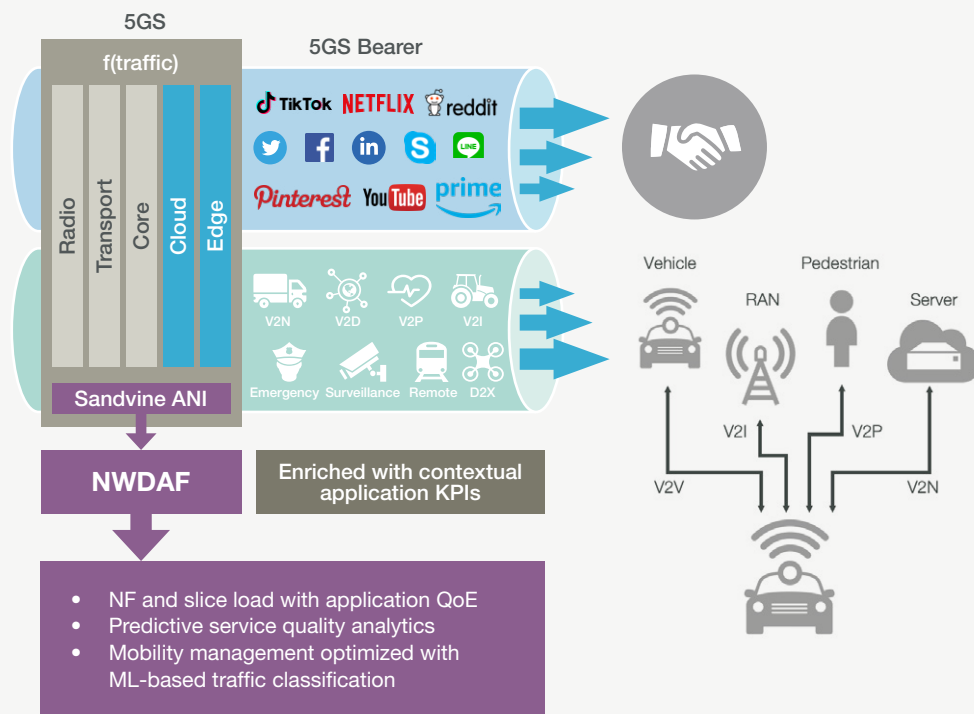 5GS
f(traffic)
Radio
Transport
Core
Cloud
Edge
Sandvine ANI
NWDAF
Enriched with contextual
application KPIs
• NF and slice load with application QoE
• Predictive service quality analytics
• Mobility management optimized with
ML-based traffic classification
5GS Bearer
TikTok NETFLIX reddit
f in S LINE
Pinterest YouTube prime
V2N V2D V2P V2I
Emergency Surveillance Remote D2X
Vehicle
Pedestrian
RAN
Server
V2I
V2P
V2V
V2N